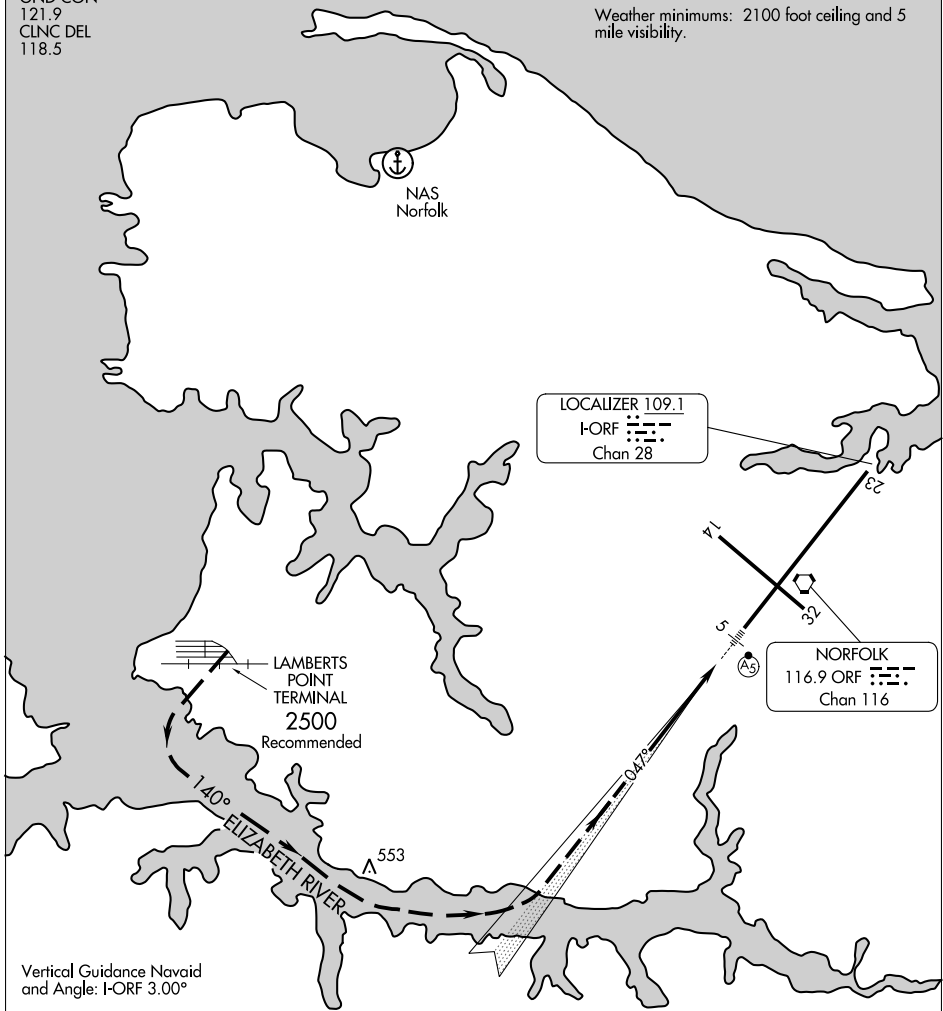 GND CON
121.9
CLNC DEL
118.5
Weather minimums: 2100 foot ceiling and 5
mile visibility.
NAS
Norfolk
LOCALIZER 109.1
I-ORF
Chan 28
23
14
32
5
A5
NORFOLK
116.9 ORF
Chan 116
LAMBERTS
POINT
TERMINAL
2500
Recommended
047°
140°
ELIZABETH RIVER
553
Vertical Guidance Navaid
and Angle: I-ORF 3.00°